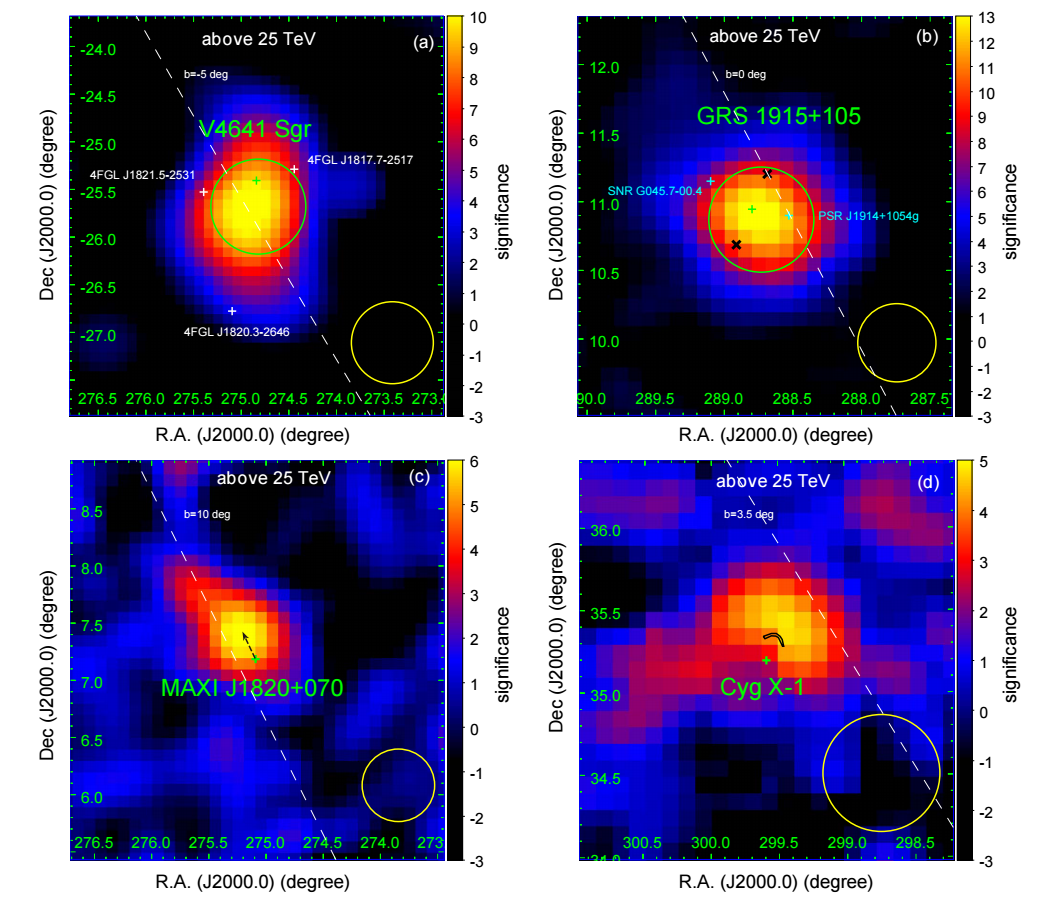 above 25 TeV
(a)
b=-5 deg
V4641 Sgr
4FGL J1817.7-2517
4FGL J1821.5-2531
4FGL J1820.3-2646
-24.0
-24.5
-25.0
-25.5
-26.0
-26.5
-27.0
276.5 276.0 275.5 275.0 274.5 274.0 273.5 273.0
Dec (J2000.0) (degree)
R.A. (J2000.0) (degree)
10
9
8
7
6
5
4
3
2
1
0
-1
-2
-3
significance
above 25 TeV
(b)
b=0 deg
GRS 1915+105
SNR G045.7-00.4
PSR J1914+1054g
12.0
11.5
11.0
10.5
10.0
90.0 289.5 289.0 288.5 288.0 287.5
Dec (J2000.0) (degree)
R.A. (J2000.0) (degree)
13
12
11
10
9
8
7
6
5
4
3
2
1
0
-1
-2
-3
significance
above 25 TeV
(c)
b=10 deg
MAXI J1820+070
8.5
8.0
7.5
7.0
6.5
6.0
276.5 276.0 275.5 275.0 274.5 274.0 273
Dec (J2000.0) (degree)
R.A. (J2000.0) (degree)
6
5
4
3
2
1
0
-1
-2
-3
significance
above 25 TeV
(d)
b=3.5 deg
Cyg X-1
36.0
35.5
35.0
34.5
34.0
300.5 300.0 299.5 299.0 298.5
Dec (J2000.0) (degree)
R.A. (J2000.0) (degree)
5
4
3
2
1
0
-1
-2
-3
significance